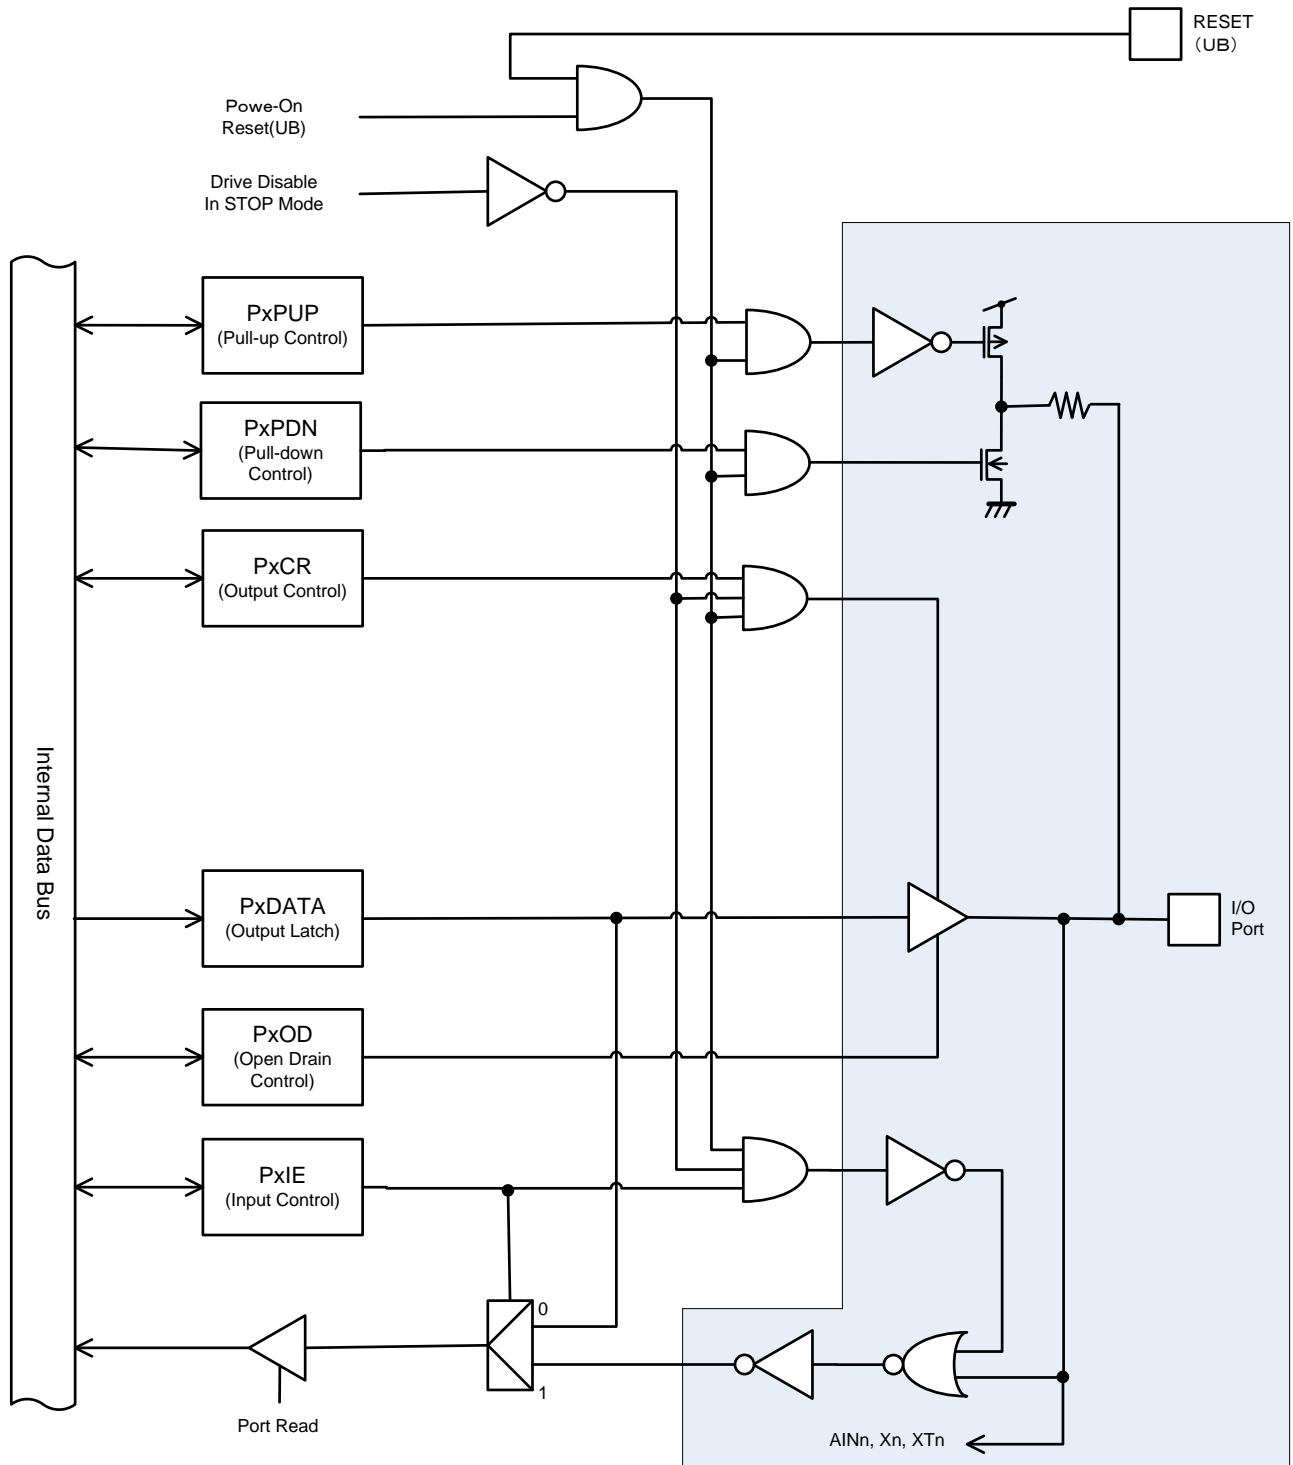 RESET
(UB)
Powe-On
Reset(UB)
Drive Disable
In STOP Mode
PxPUP
(Pull-up Control)
PxPDN
(Pull-down
Control)
PxCR
(Output Control)
Internal Data Bus
PxDATA
(Output Latch)
I/O
Port
PxOD
(Open Drain
Control)
PxIE
(Input Control)
0
1
Port Read
AINn, Xn, XTn